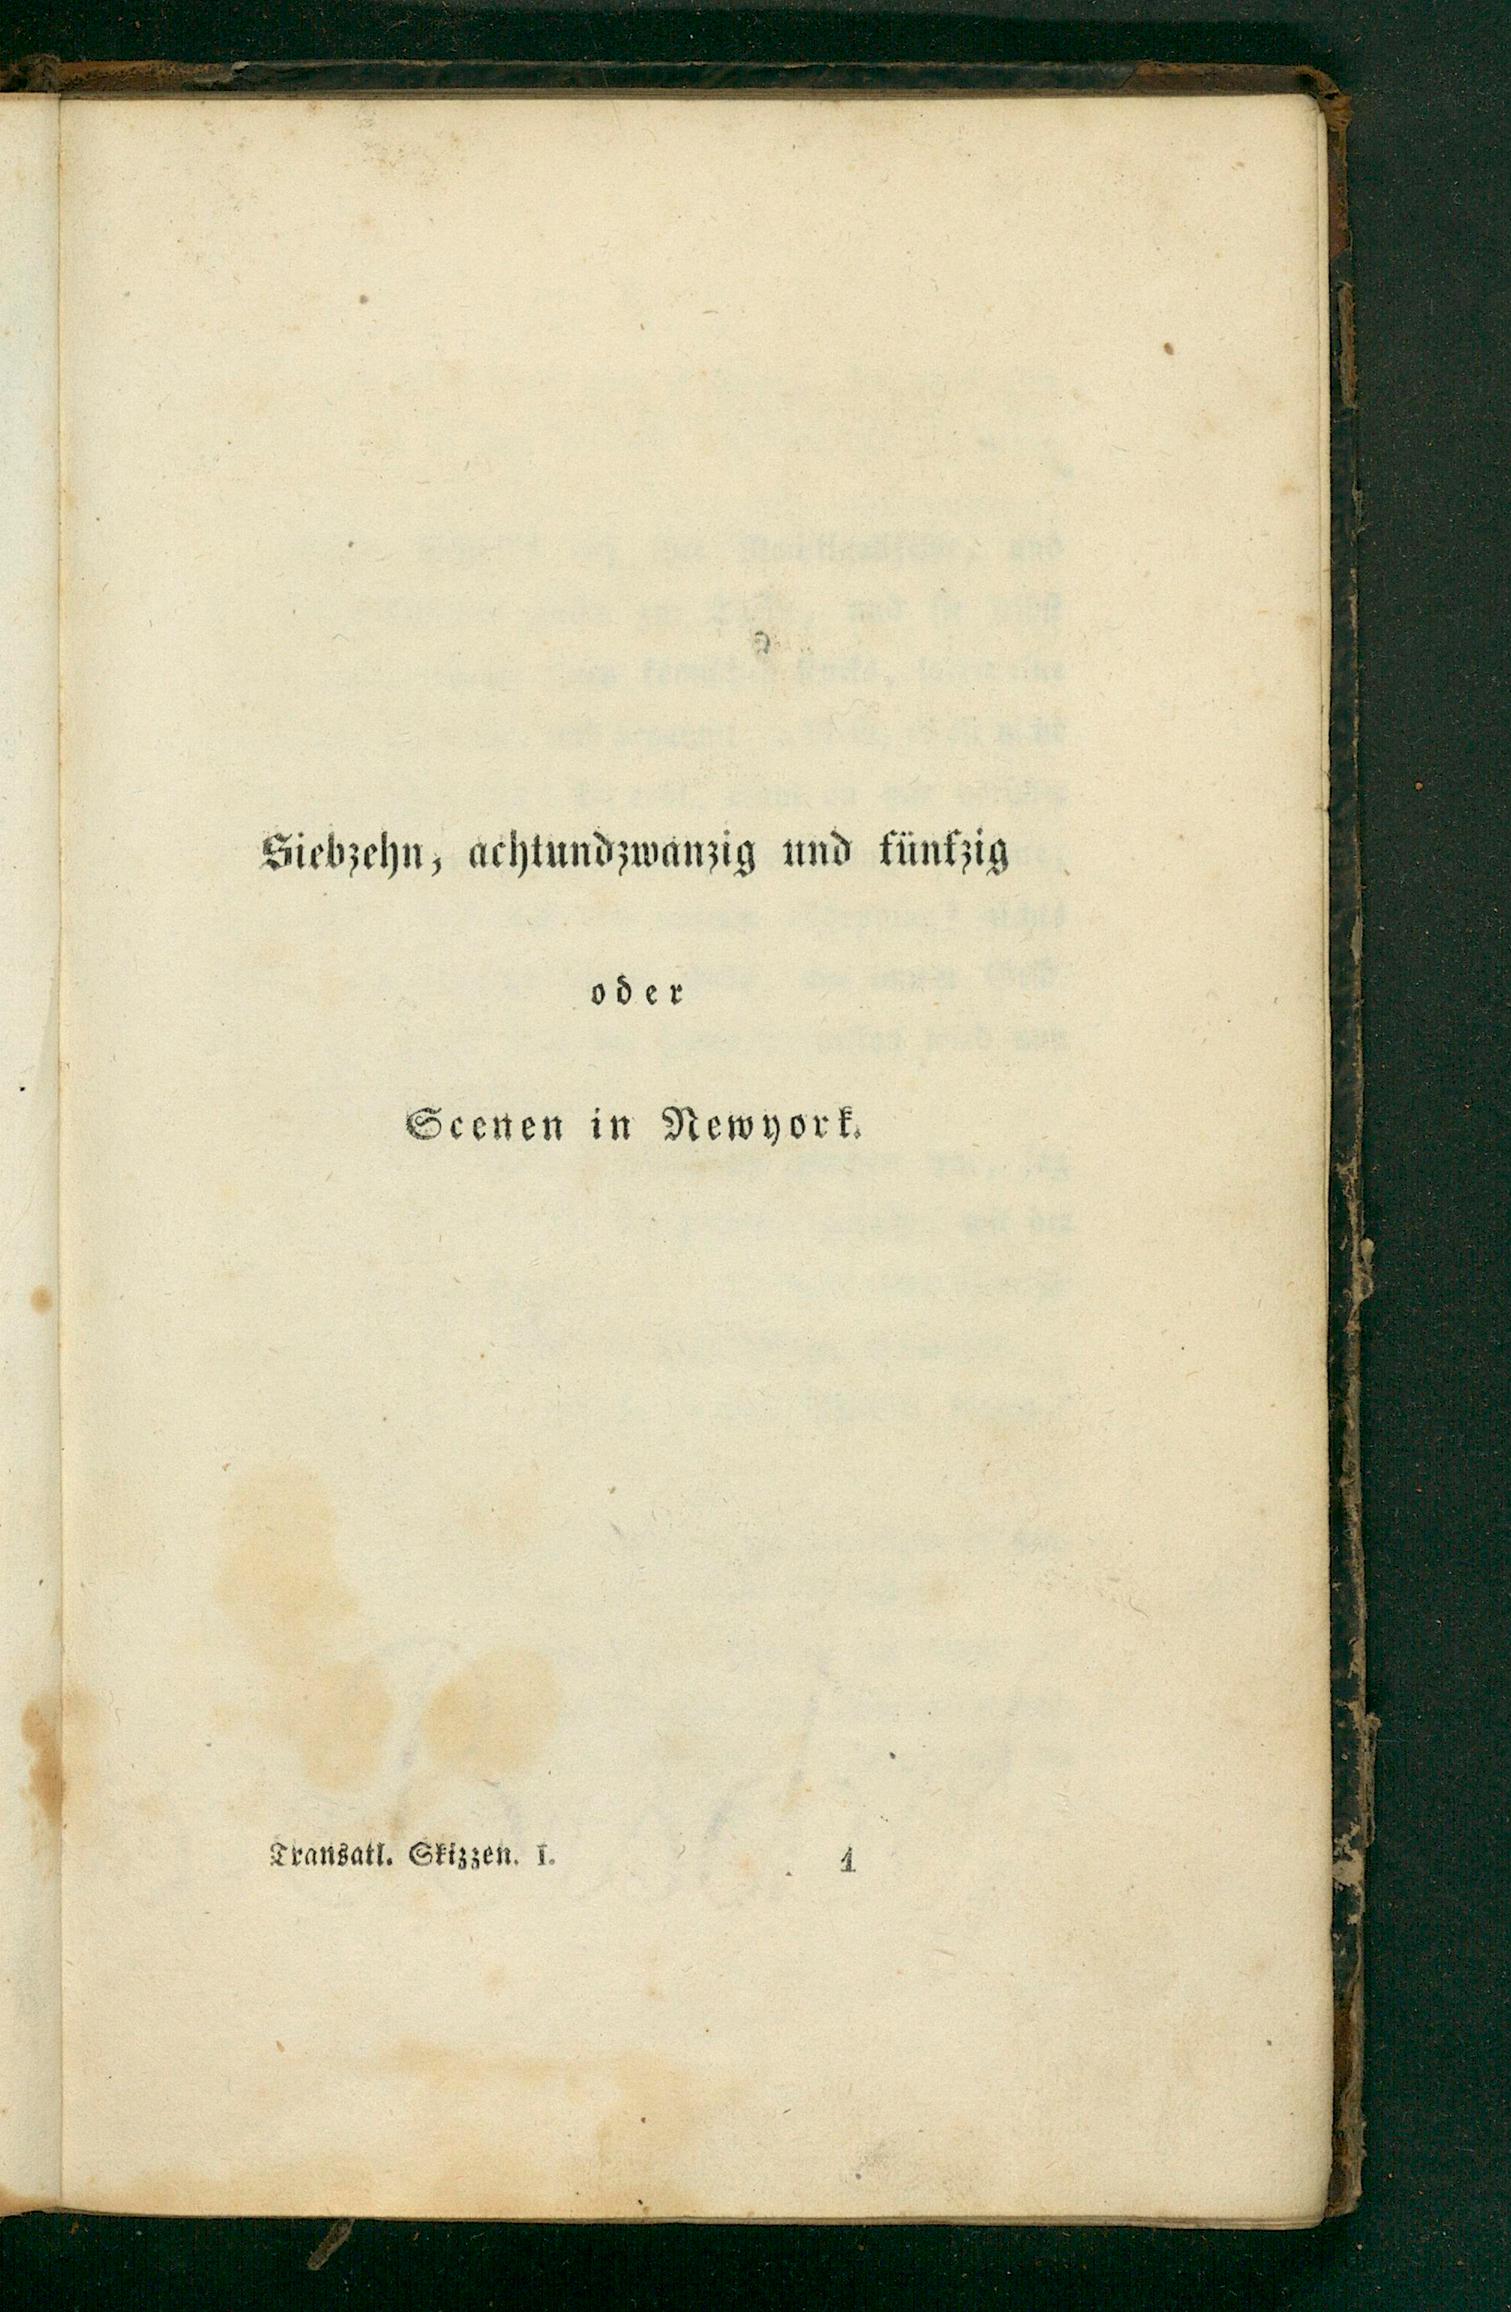 Siebzehn, achtundzwanzig und fünfzig
oder
Scenen in Newyork.
Transatl. Skizzen. I. 1